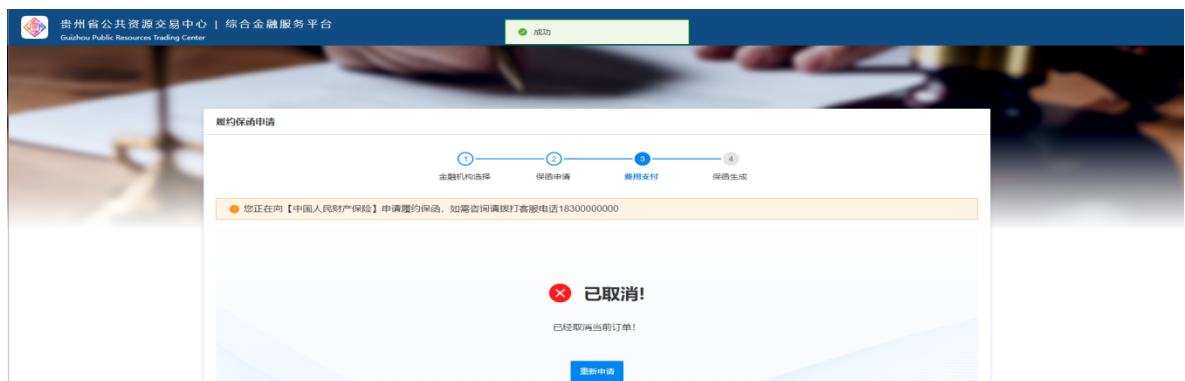 贵州省公共资源交易中心 | 综合金融服务平台
Guizhou Public Resources Trading Center
成功
履约保函申请
1 2 3 4
金融机构选择 保函申请 费用支付 保函生成
您正在向【中国人民财产保险】申请履约保函，如需咨询请拨打客服电话18300000000
已取消!
已经取消当前订单!
重新申请